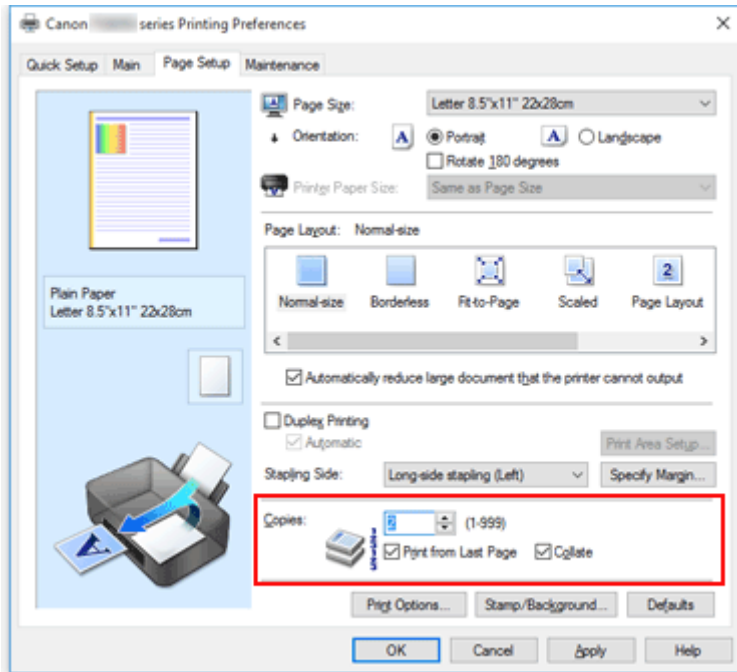 Canon series Printing Preferences
Quick Setup Main Page Setup Maintenance
Page Size: Letter 8.5"x11" 22x28cm
Orientation: A Portrait A Landscape
Rotate 180 degrees
Printer Paper Size: Same as Page Size
Page Layout: Normal-size
2
Normal-size Borderless Fit-to-Page Scaled Page Layout
Plain Paper
Letter 8.5"x11" 22x28cm
Automatically reduce large document that the printer cannot output
Duplex Printing
Automatic
Print Area Setup...
Stapling Side: Long-side stapling (Left) Specify Margin...
Copies: 2 (1-999)
Print from Last Page Collate
A
Print Options... Stamp/Background... Defaults
OK Cancel Apply Help